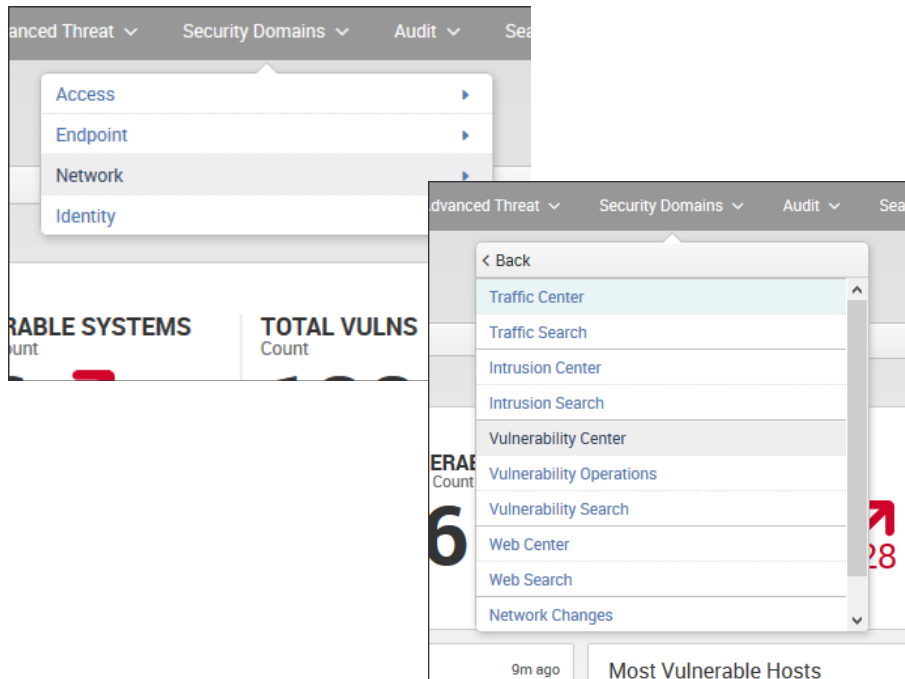 anced Threat Security Domains Audit Sea
Access
Endpoint
Network
Identity
RABLE SYSTEMS TOTAL VULNS
ount Count
dvanced Threat Security Domains Audit Sea
< Back
Traffic Center
Traffic Search
Intrusion Center
Intrusion Search
Vulnerability Center
Vulnerability Operations
Vulnerability Search
Web Center
Web Search
Network Changes
ERAB
Count
6
28
9m ago Most Vulnerable Hosts